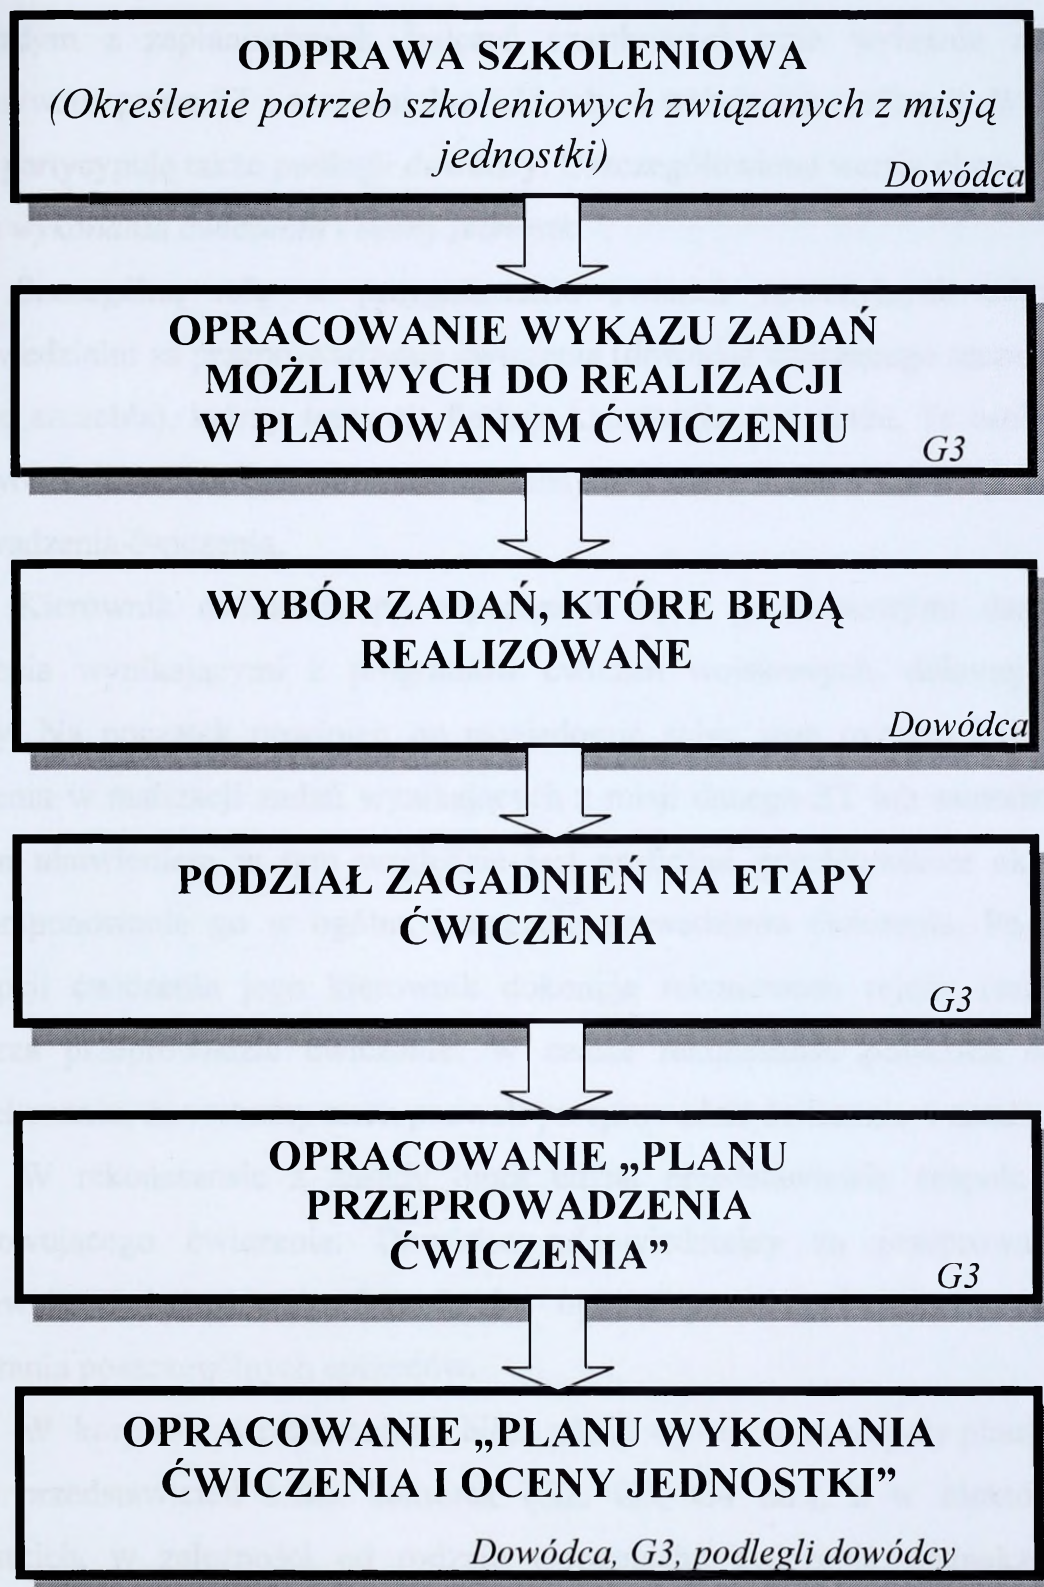 ODPRAWA SZKOLENIOWA
(Określenie potrzeb szkoleniowych związanych z misją
jednostki)
Dowódca
OPRACOWANIE WYKAZU ZADAŃ
MOŻLIWYCH DO REALIZACJI
W PLANOWANYM ĆWICZENIU
G3
WYBÓR ZADAŃ, KTÓRE BĘDĄ
REALIZOWANE
Dowódca
PODZIAŁ ZAGADNIEŃ NA ETAPY
ĆWICZENIA
G3
OPRACOWANIE „PLANU
PRZEPROWADZENIA
ĆWICZENIA”
G3
OPRACOWANIE „PLANU WYKONANIA
ĆWICZENIA I OCENY JEDNOSTKI”
Dowódca, G3, podlegli dowódcy